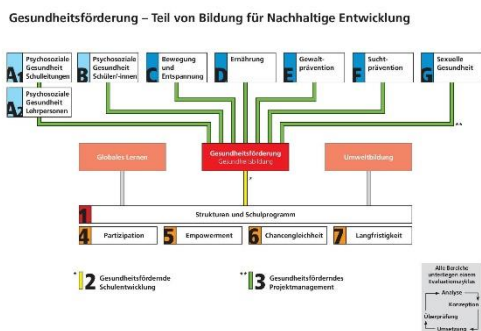 Gesundheitsförderung – Teil von Bildung für Nachhaltige Entwicklung
A1
Psychosoziale
Gesundheit
Schulleitungen
B
Psychosoziale
Gesundheit
Schüler/-innen
C
Bewegung
und
Entspannung
D
Ernährung
E
Gewalt-
prävention
F
Sucht-
prävention
G
Sexuelle
Gesundheit
A2
Psychosoziale
Gesundheit
Lehrpersonen
**
Globales Lernen
Gesundheitsförderung
Gesundheitsbildung
Umweltbildung
*
1
Strukturen und Schulprogramm
4 Partizipation
5 Empowerment
6 Chancengleichheit
7 Langfristigkeit
* 2 Gesundheitsfördernde
Schulentwicklung
** 3 Gesundheitsförderndes
Projektmanagement
Alle Bereiche
unterliegen einem
Evaluationszyklus
Analyse
Konzeption
Überprüfung
Umsetzung